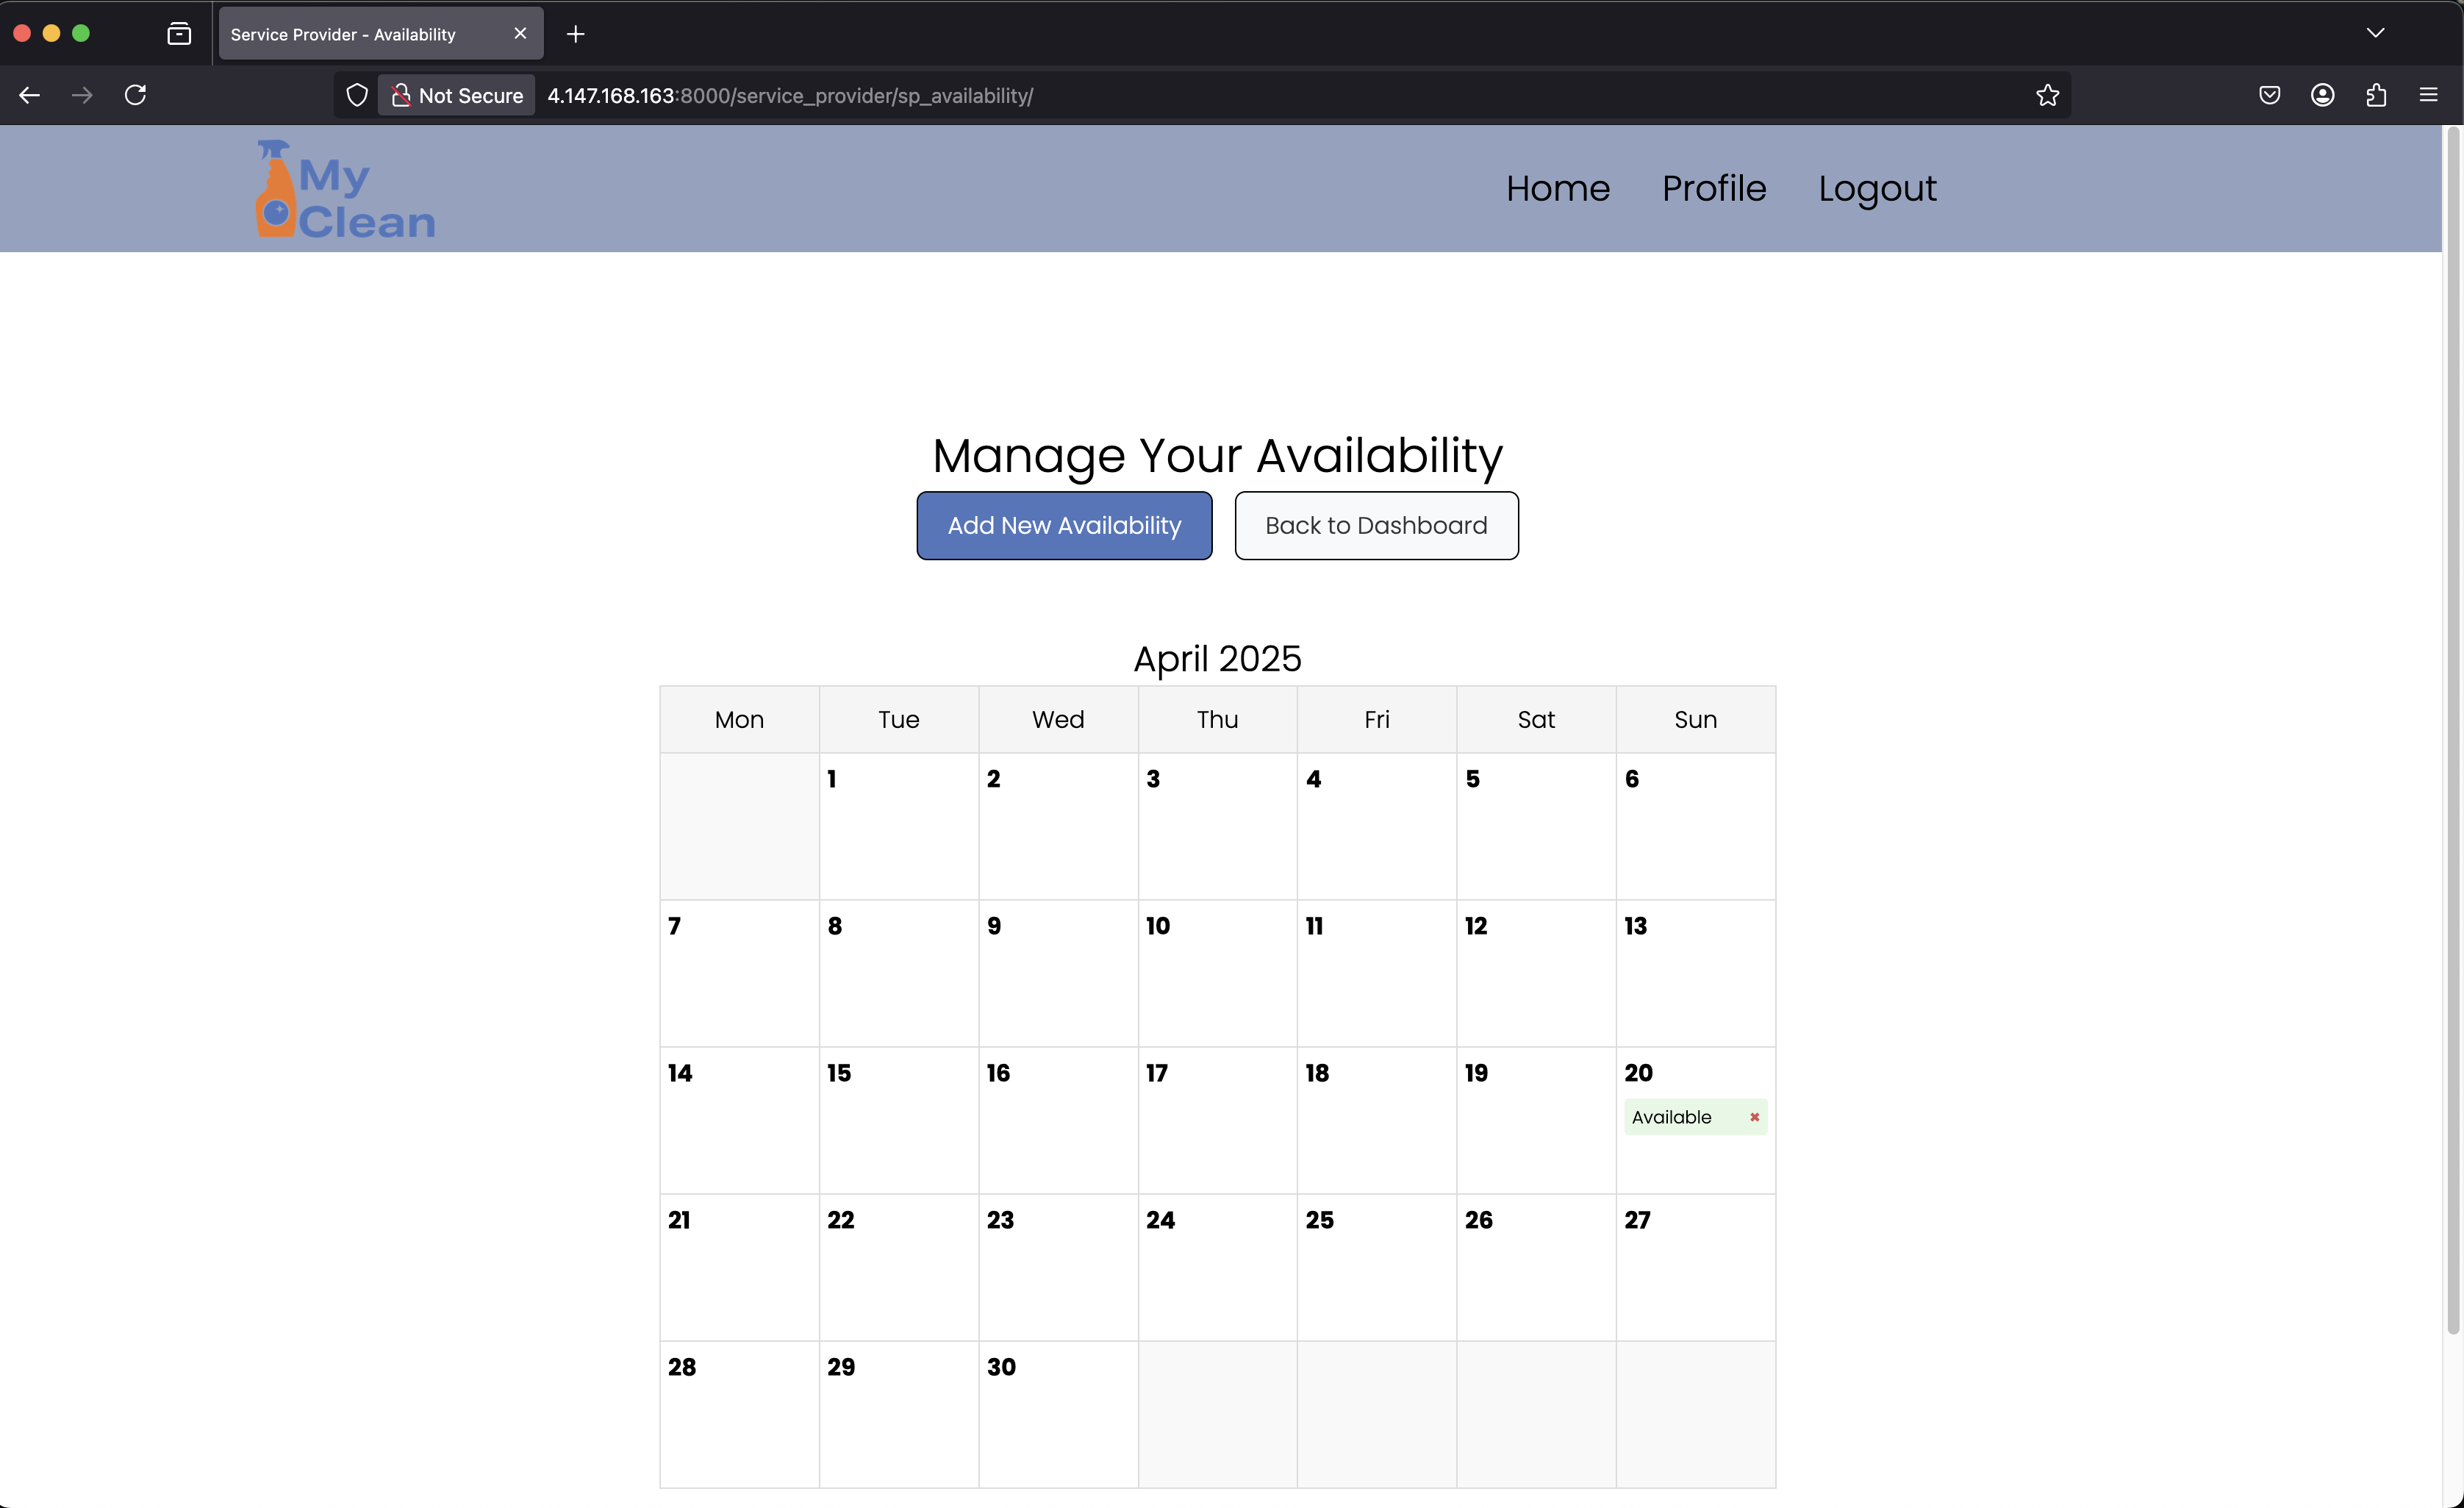 Service Provider - Availability
Not Secure 4.147.168.163:8000/service_provider/sp_availability/
My
Clean
Home Profile Logout
Manage Your Availability
Add New Availability Back to Dashboard
April 2025
Mon Tue Wed Thu Fri Sat Sun
1 2 3 4 5 6
7 8 9 10 11 12 13
14 15 16 17 18 19 20
Available
21 22 23 24 25 26 27
28 29 30